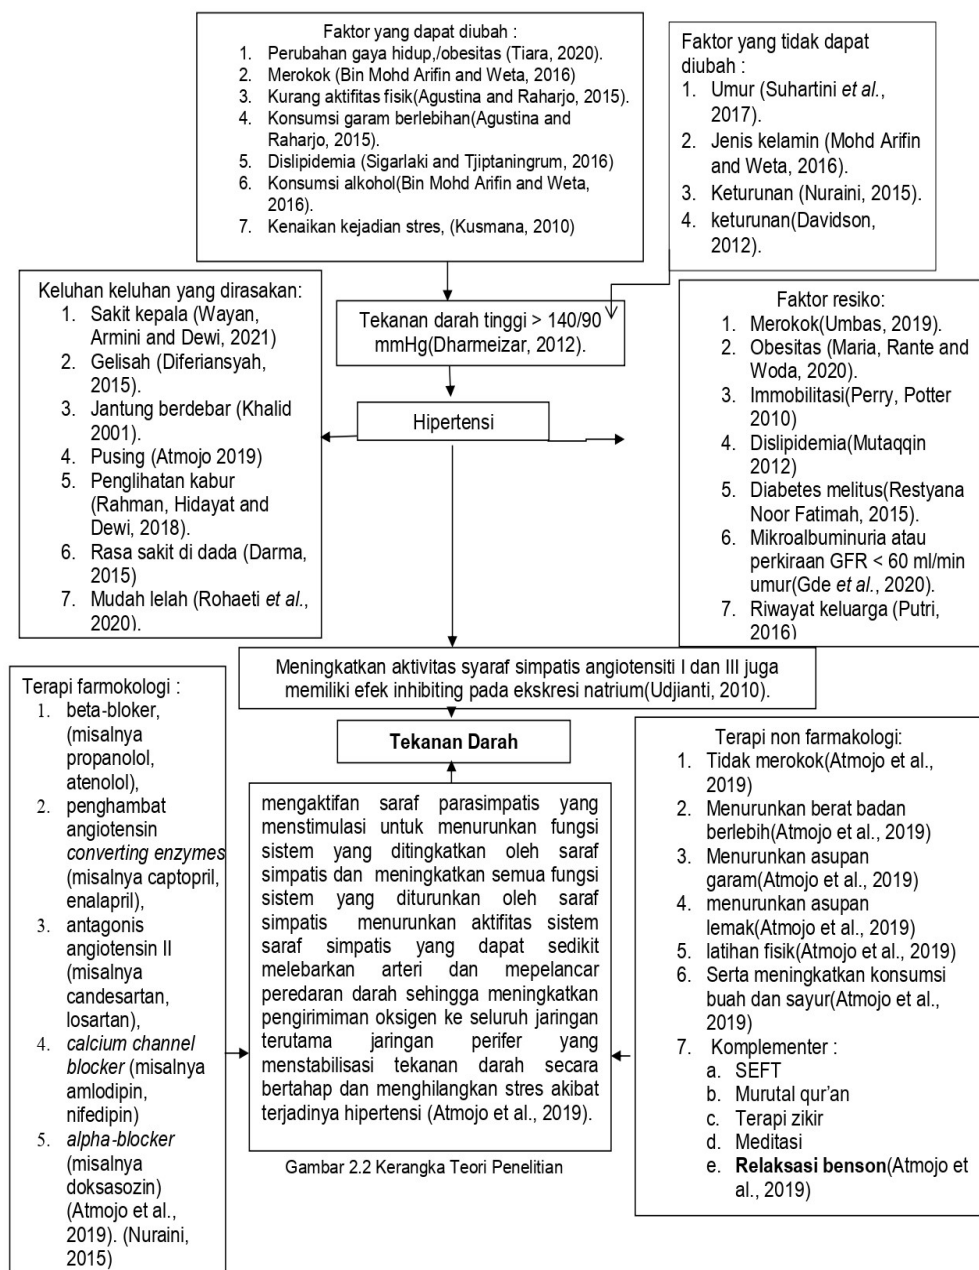 Faktor yang dapat diubah :
1. Perubahan gaya hidup,/obesitas (Tiara, 2020).
2. Merokok (Bin Mohd Arifin and Weta, 2016)
3. Kurang aktifitas fisik(Agustina and Raharjo, 2015).
4. Konsumsi garam berlebihan(Agustina and
Raharjo, 2015).
5. Dislipidemia (Sigarlaki and Tjiptaningrum, 2016)
6. Konsumsi alkohol(Bin Mohd Arifin and Weta,
2016).
7. Kenaikan kejadian stres, (Kusmana, 2010)
Faktor yang tidak dapat
diubah :
1. Umur (Suhartini et al.,
2017).
2. Jenis kelamin (Mohd Arifin
and Weta, 2016).
3. Keturunan (Nuraini, 2015).
4. keturunan(Davidson,
2012).
Keluhan keluhan yang dirasakan:
1. Sakit kepala (Wayan,
Armini and Dewi, 2021)
2. Gelisah (Diferiansyah,
2015).
3. Jantung berdebar (Khalid
2001).
4. Pusing (Atmojo 2019)
5. Penglihatan kabur
(Rahman, Hidayat and
Dewi, 2018).
6. Rasa sakit di dada (Darma,
2015)
7. Mudah lelah (Rohaeti et al.,
2020).
Tekanan darah tinggi > 140/90
mmHg(Dharmeizar, 2012).
Hipertensi
Faktor resiko:
1. Merokok(Umbas, 2019).
2. Obesitas (Maria, Rante and
Woda, 2020).
3. Immobilitasi(Perry, Potter
2010)
4. Dislipidemia(Mutaqqin
2012)
5. Diabetes melitus(Restyana
Noor Fatimah, 2015).
6. Mikroalbuminuria atau
perkiraan GFR < 60 ml/min
umur(Gde et al., 2020).
7. Riwayat keluarga (Putri,
2016)
Meningkatkan aktivitas syaraf simpatis angiotensiti I dan III juga
memiliki efek inhibiting pada ekskresi natrium(Udjianti, 2010).
Tekanan Darah
Terapi farmokologi :
1. beta-bloker,
(misalnya
propanolol,
atenolol),
2. penghambat
angiotensin
converting enzymes
(misalnya captopril,
enalapril),
3. antagonis
angiotensin II
(misalnya
candesartan,
losartan),
4. calcium channel
blocker (misalnya
amlodipin,
nifedipin)
5. alpha-blocker
(misalnya
doksasozin)
(Atmojo et al.,
2019). (Nuraini,
2015)
mengaktifan saraf parasimpatis yang
menstimulasi untuk menurunkan fungsi
sistem yang ditingkatkan oleh saraf
simpatis dan meningkatkan semua fungsi
sistem yang diturunkan oleh saraf
simpatis menurunkan aktifitas sistem
saraf simpatis yang dapat sedikit
melebarkan arteri dan mepelancar
peredaran darah sehingga meningkatkan
pengirimiman oksigen ke seluruh jaringan
terutama jaringan perifer yang
menstabilisasi tekanan darah secara
bertahap dan menghilangkan stres akibat
terjadinya hipertensi (Atmojo et al., 2019).
Gambar 2.2 Kerangka Teori Penelitian
Terapi non farmakologi:
1. Tidak merokok(Atmojo et al.,
2019)
2. Menurunkan berat badan
berlebih(Atmojo et al., 2019)
3. Menurunkan asupan
garam(Atmojo et al., 2019)
4. menurunkan asupan
lemak(Atmojo et al., 2019)
5. latihan fisik(Atmojo et al., 2019)
6. Serta meningkatkan konsumsi
buah dan sayur(Atmojo et al.,
2019)
7. Komplementer :
a. SEFT
b. Murutal qur'an
c. Terapi zikir
d. Meditasi
e. Relaksasi benson(Atmojo et
al., 2019)